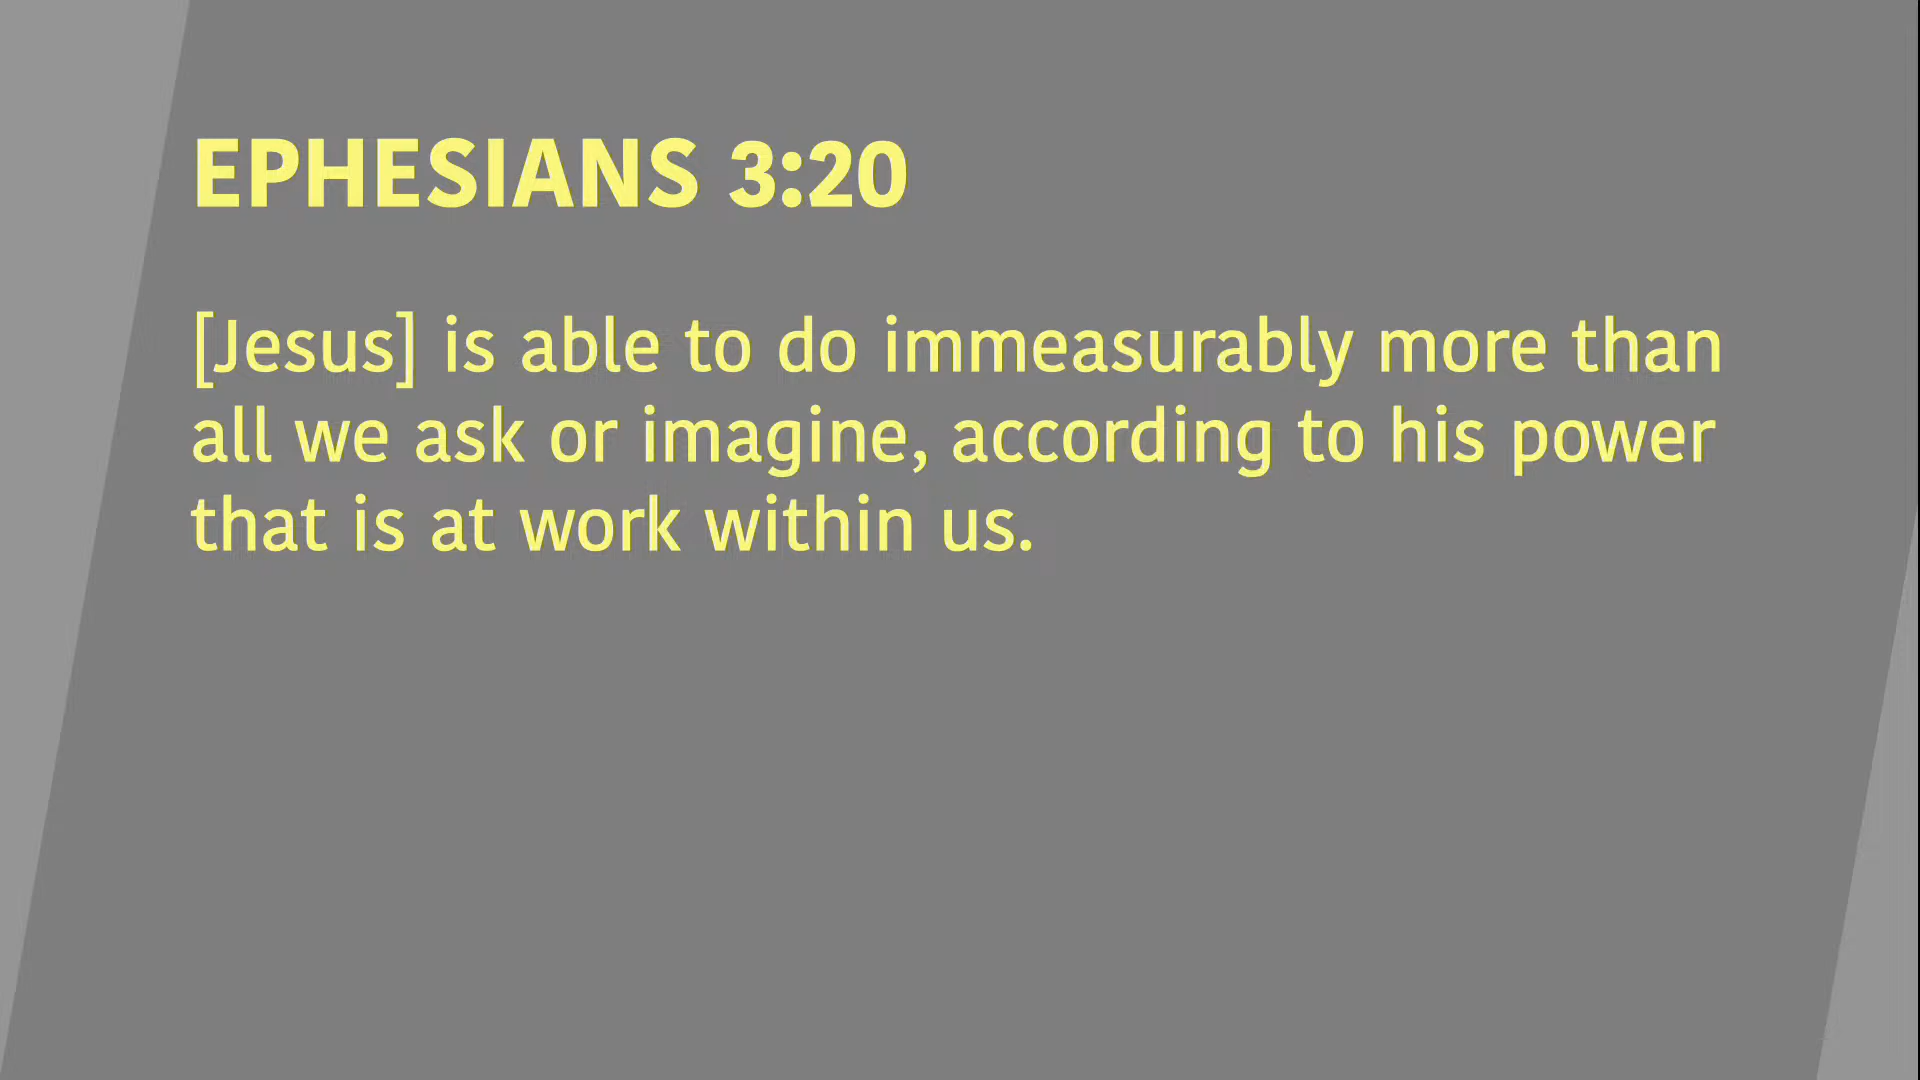 EPHESIANS 3:20
[Jesus] is able to do immeasurably more than
all we ask or imagine, according to his power
that is at work within us.